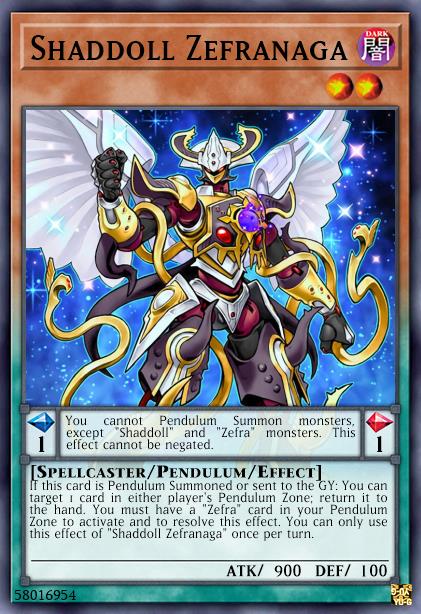 Shaddoll Zefranaga
DARK
闇
You cannot Pendulum Summon monsters,
except "Shaddoll" and "Zefra" monsters. This
effect cannot be negated.
1
1
[Spellcaster/Pendulum/Effect]
If this card is Pendulum Summoned or sent to the GY: You can
target 1 card in either player's Pendulum Zone; return it to
the hand. You must have a "Zefra" card in your Pendulum
Zone to activate and to resolve this effect. You can only use
this effect of "Shaddoll Zefranaga" once per turn.
ATK/ 900 DEF/ 100
58016954